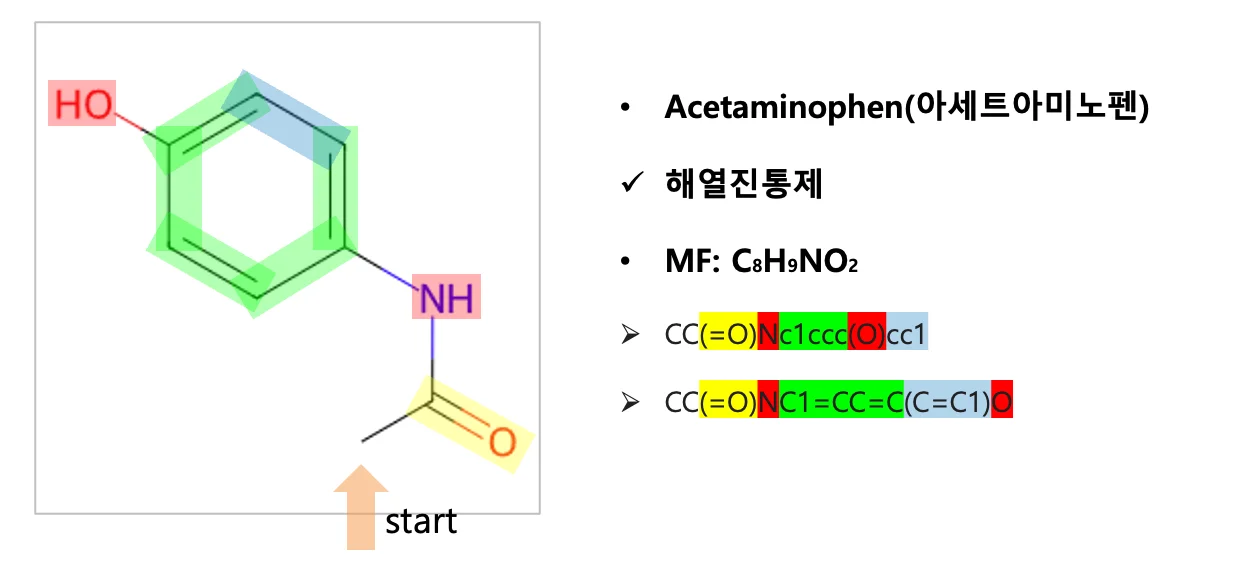 HO
NH
O
start
• Acetaminophen(아세트아미노펜)
✓ 해열진통제
• MF: C₈H₉NO₂
➢ CC(=O)Nc1ccc(O)cc1
➢ CC(=O)NC1=CC=C(C=C1)O